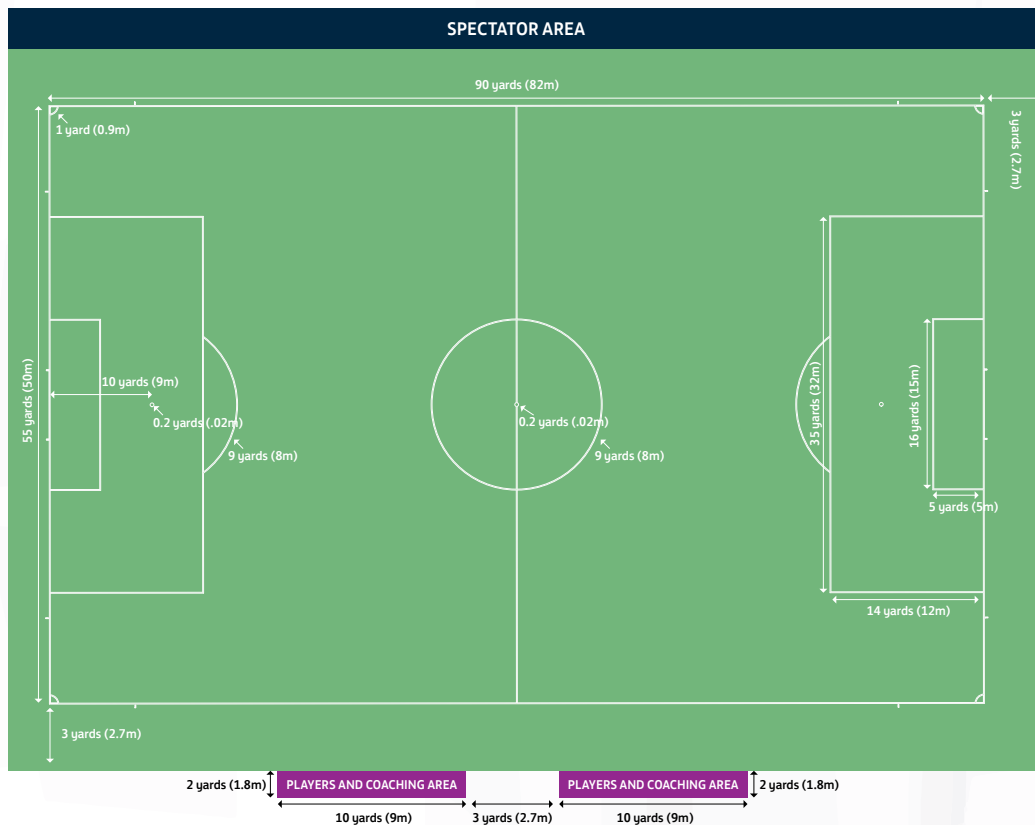 SPECTATOR AREA
90 yards (82m)
1 yard (0.9m)
3 yards (2.7m)
55 yards (50m)
10 yards (9m)
0.2 yards (.02m)
9 yards (8m)
0.2 yards (.02m)
9 yards (8m)
35 yards (32m)
16 yards (15m)
5 yards (5m)
14 yards (12m)
3 yards (2.7m)
2 yards (1.8m)
PLAYERS AND COACHING AREA
PLAYERS AND COACHING AREA
2 yards (1.8m)
10 yards (9m)
3 yards (2.7m)
10 yards (9m)